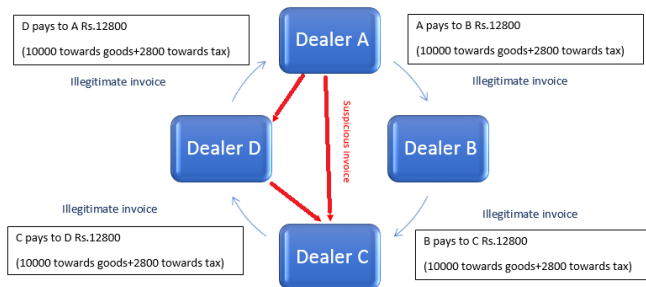 D pays to A Rs.12800
(10000 towards goods+2800 towards tax)
Illegitimate invoice
Dealer A
A pays to B Rs.12800
(10000 towards goods+2800 towards tax)
Illegitimate invoice
Suspicious invoice
Dealer D
Dealer B
Illegitimate invoice
C pays to D Rs.12800
(10000 towards goods+2800 towards tax)
Dealer C
Illegitimate invoice
B pays to C Rs.12800
(10000 towards goods+2800 towards tax)